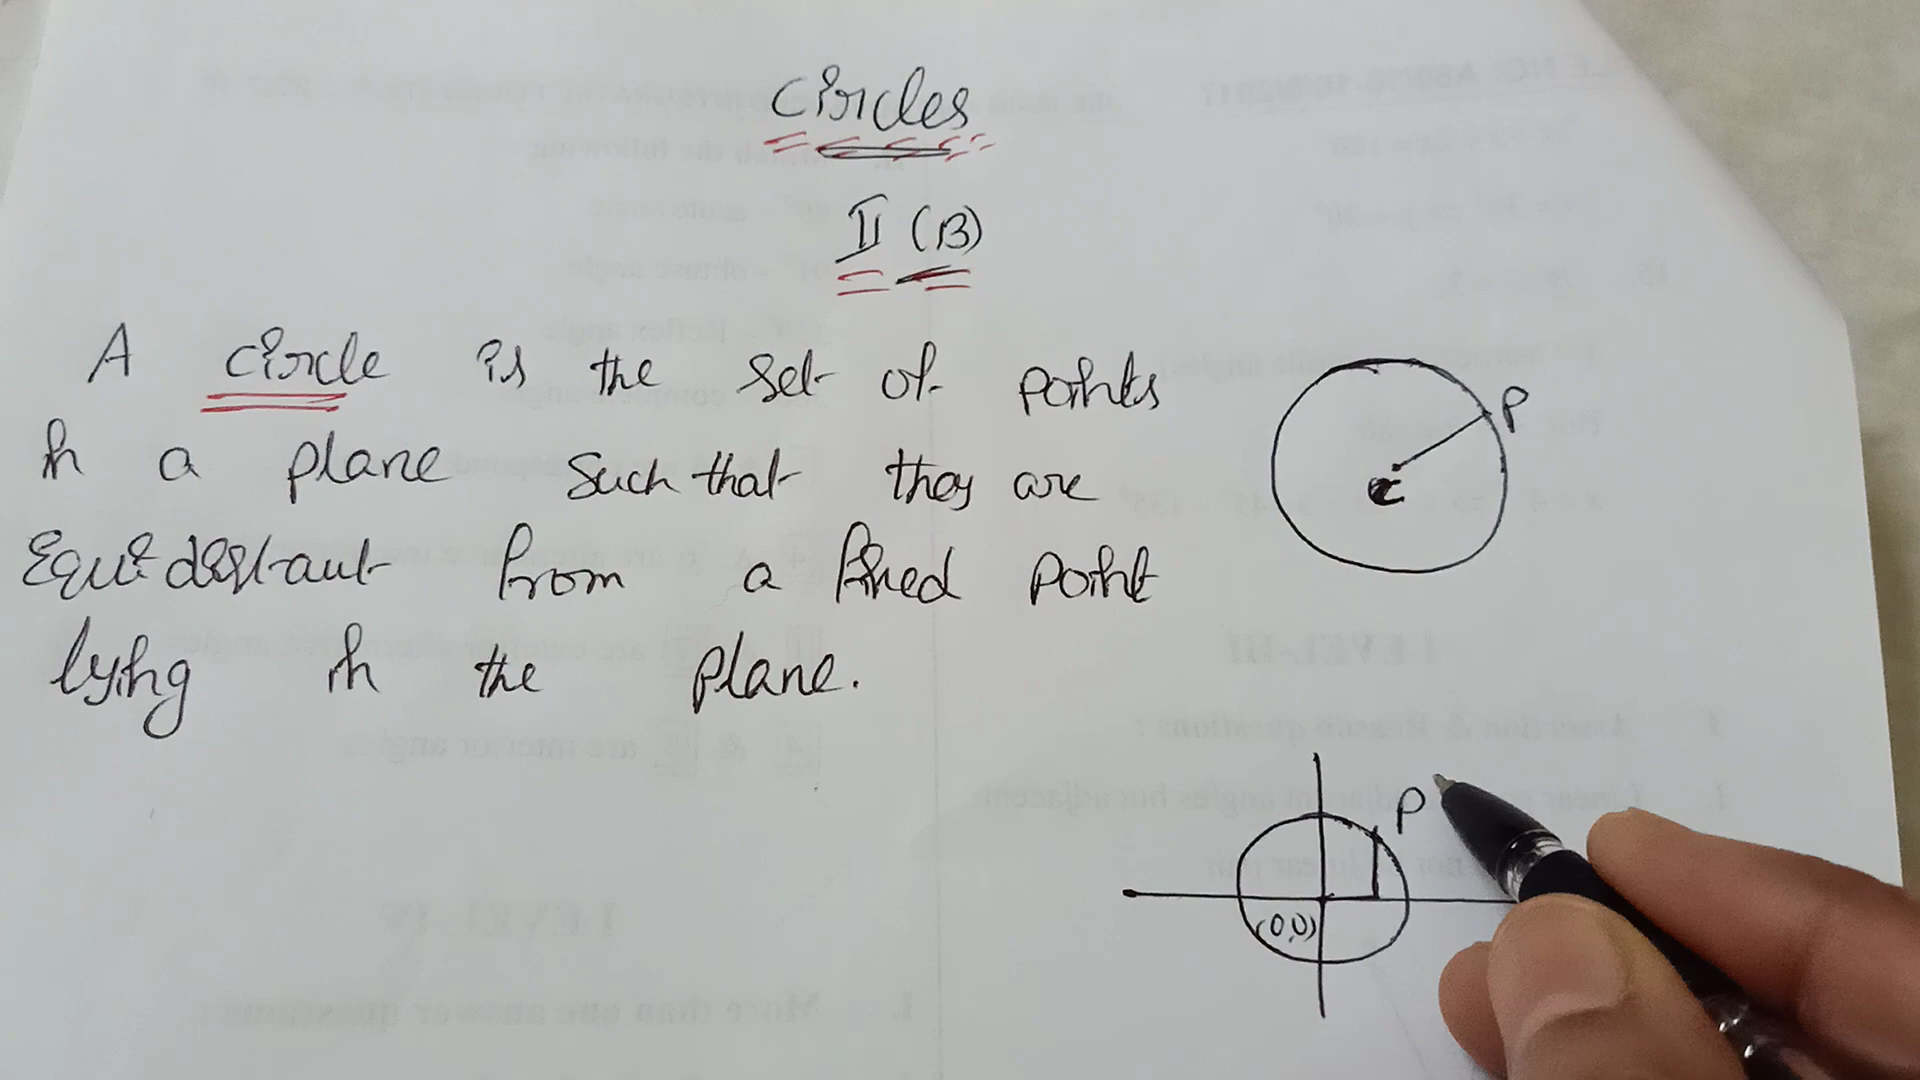 Circles
II (B)
A circle is the set of points
in a plane such that they are
Equidistant from a fixed point
lying in the plane.
P
c
P
(0,0)